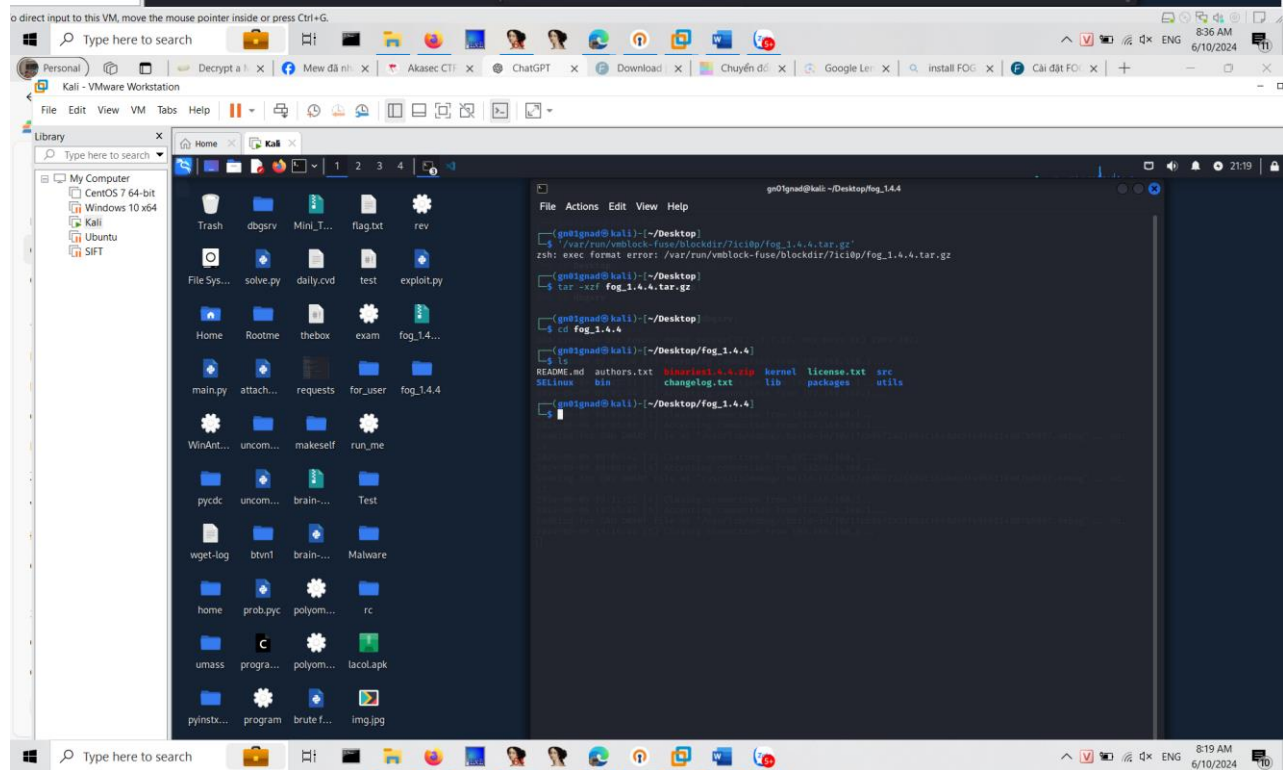 o direct input to this VM, move the mouse pointer inside or press Ctrl+G.
Type here to search
ENG
8:36 AM
6/10/2024
11
Personal
Mew đã nh
Akasec CTF
ChatGPT
Download
Chuyển đổ
Google Len
install FOG
Kali - VMware Workstation
File Edit View VM Tabs Help
Library
Type here to search
Home
Kali
1 2 3 4
21:19
My Computer
CentOS 7 64-bit
Windows 10 x64
Kali
Ubuntu
SIFT
Trash dbgsrv Mini_T... flag.txt rev
File Sys... solve.py daily.cvd test exploit.py
Home Rootme thebox exam fog_1.4...
main.py attach... requests for_user fog_1.4.4
WinAnt... uncom... makeself run_me
pycdc uncom... brain-... Test
wget-log btvn1 brain-... Malware
home prob.pyc polyom... rc
umass progra... polyom... lacol.apk
pyinstx... program brute f... img.jpg
gn01gnad@kali: ~/Desktop/fog_1.4.4
File Actions Edit View Help
(gn01gnad㉿kali)-[~/Desktop]
$ '/var/run/vmblock-fuse/blockdir/7ici0p/fog_1.4.4.tar.gz'
zsh: exec format error: /var/run/vmblock-fuse/blockdir/7ici0p/fog_1.4.4.tar.gz
(gn01gnad㉿kali)-[~/Desktop]
$ tar -xzf fog_1.4.4.tar.gz
(gn01gnad㉿kali)-[~/Desktop]
$ cd fog_1.4.4
(gn01gnad㉿kali)-[~/Desktop/fog_1.4.4]
$ ls
README.md authors.txt binaries1.4.4.zip kernel license.txt src
SELinux bin changelog.txt lib packages utils
(gn01gnad㉿kali)-[~/Desktop/fog_1.4.4]
$
Type here to search
5+
ENG
8:19 AM
6/10/2024
10